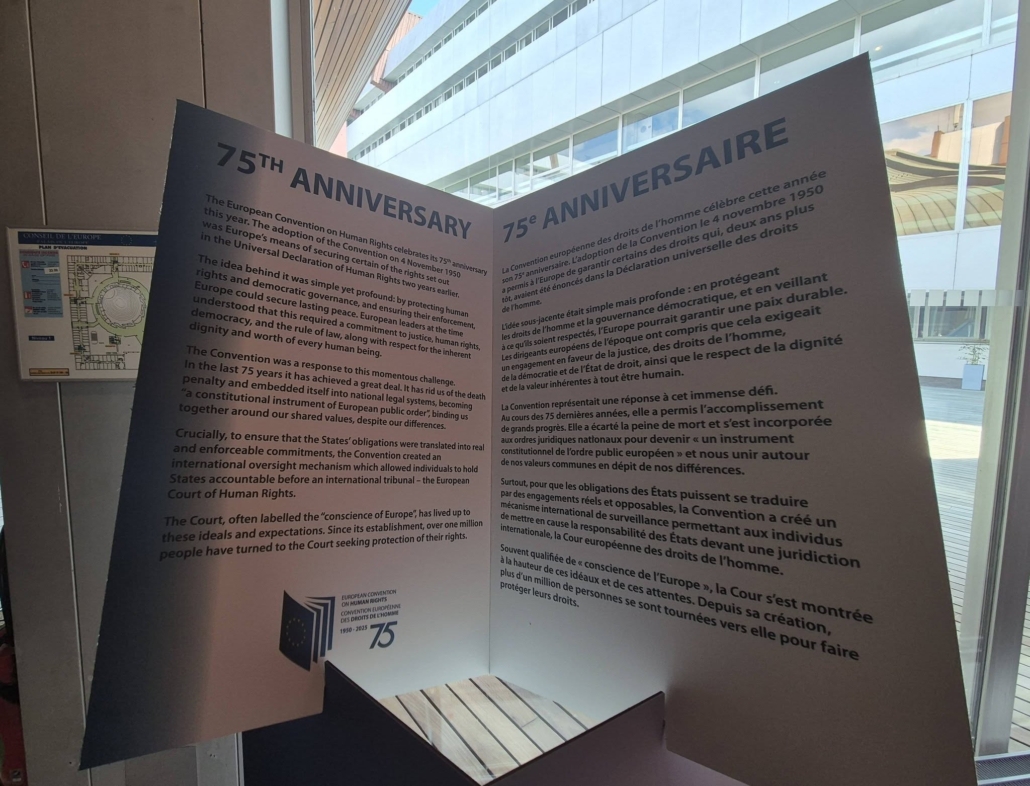 CONSEIL DE L'EUROPE
PLAN D'EVACUATION
75TH ANNIVERSARY
The European Convention on Human Rights celebrates its 75th anniversary
this year. The adoption of the Convention on 4 November 1950
was Europe's means of securing certain of the rights set out
in the Universal Declaration of Human Rights two years earlier.
The idea behind it was simple yet profound: by protecting human
rights and democratic governance, and ensuring their enforcement,
Europe could secure lasting peace. European leaders at the time
understood that this required a commitment to justice, human rights,
democracy, and the rule of law, along with respect for the inherent
dignity and worth of every human being.
The Convention was a response to this momentous challenge.
In the last 75 years it has achieved a great deal. It has rid us of the death
penalty and embedded itself into national legal systems, becoming
"a constitutional instrument of European public order", binding us
together around our shared values, despite our differences.
Crucially, to ensure that the States' obligations were translated into real
and enforceable commitments, the Convention created an
international oversight mechanism which allowed individuals to hold
States accountable before an international tribunal – the European
Court of Human Rights.
The Court, often labelled the "conscience of Europe", has lived up to
these ideals and expectations. Since its establishment, over one million
people have turned to the Court seeking protection of their rights.
EUROPEAN CONVENTION
ON HUMAN RIGHTS
CONVENTION EUROPÉENNE
DES DROITS DE L'HOMME
1950 - 2025 75
75e ANNIVERSAIRE
La Convention européenne des droits de l'homme célèbre cette année
son 75e anniversaire. L'adoption de la Convention le 4 novembre 1950
a permis à l'Europe de garantir certains des droits qui, deux ans plus
tôt, avaient été énoncés dans la Déclaration universelle des droits
de l'homme.
L'idée sous-jacente était simple mais profonde : en protégeant
les droits de l'homme et la gouvernance démocratique, et en veillant
à ce qu'ils soient respectés, l'Europe pourrait garantir une paix durable.
Les dirigeants européens de l'époque ont compris que cela exigeait
un engagement en faveur de la justice, des droits de l'homme,
de la démocratie et de l'État de droit, ainsi que le respect de la dignité
et de la valeur inhérentes à tout être humain.
La Convention représentait une réponse à cet immense défi.
Au cours des 75 dernières années, elle a permis l'accomplissement
de grands progrès. Elle a écarté la peine de mort et s'est incorporée
aux ordres juridiques nationaux pour devenir « un instrument
constitutionnel de l'ordre public européen » et nous unir autour
de nos valeurs communes en dépit de nos différences.
Surtout, pour que les obligations des États puissent se traduire
par des engagements réels et opposables, la Convention a créé un
mécanisme international de surveillance permettant aux individus
de mettre en cause la responsabilité des États devant une juridiction
internationale, la Cour européenne des droits de l'homme.
Souvent qualifiée de « conscience de l'Europe », la Cour s'est montrée
à la hauteur de ces idéaux et de ces attentes. Depuis sa création,
plus d'un million de personnes se sont tournées vers elle pour faire
protéger leurs droits.